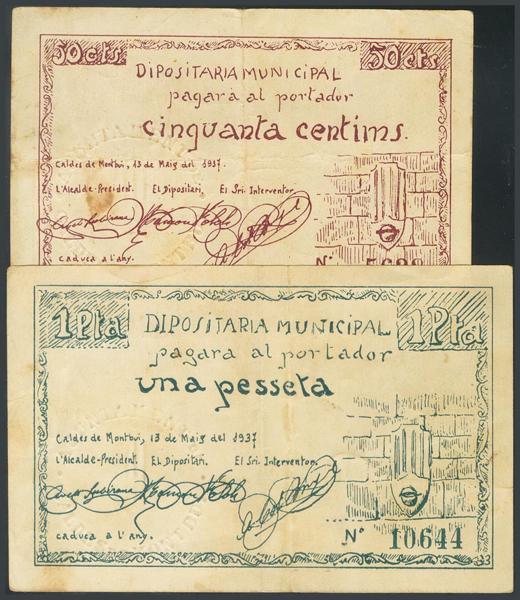 50 cts
50 cts
DIPOSITARIA MUNICIPAL
pagarà al portador
cinquanta centims.
Caldes de Montbui, 13 de Maig del 1937.
L'Alcalde-President. El Dipositari. El Sri. Interventor
caduca a l'any.
Nº
1 Pta
1 Pta
DIPOSITARIA MUNICIPAL
pagarà al portador
una pesseta
Caldes de Montbui, 13 de Maig del 1937
L'Alcalde-President. El Dipositari. El Sri. Interventor.
caduca a l'any.
Nº 10644